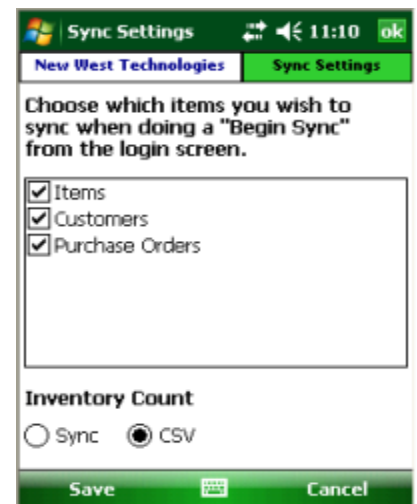 Sync Settings 11:10 ok
New West Technologies Sync Settings
Choose which items you wish to
sync when doing a "Begin Sync"
from the login screen.
Items
Customers
Purchase Orders
Inventory Count
Sync CSV
Save Cancel